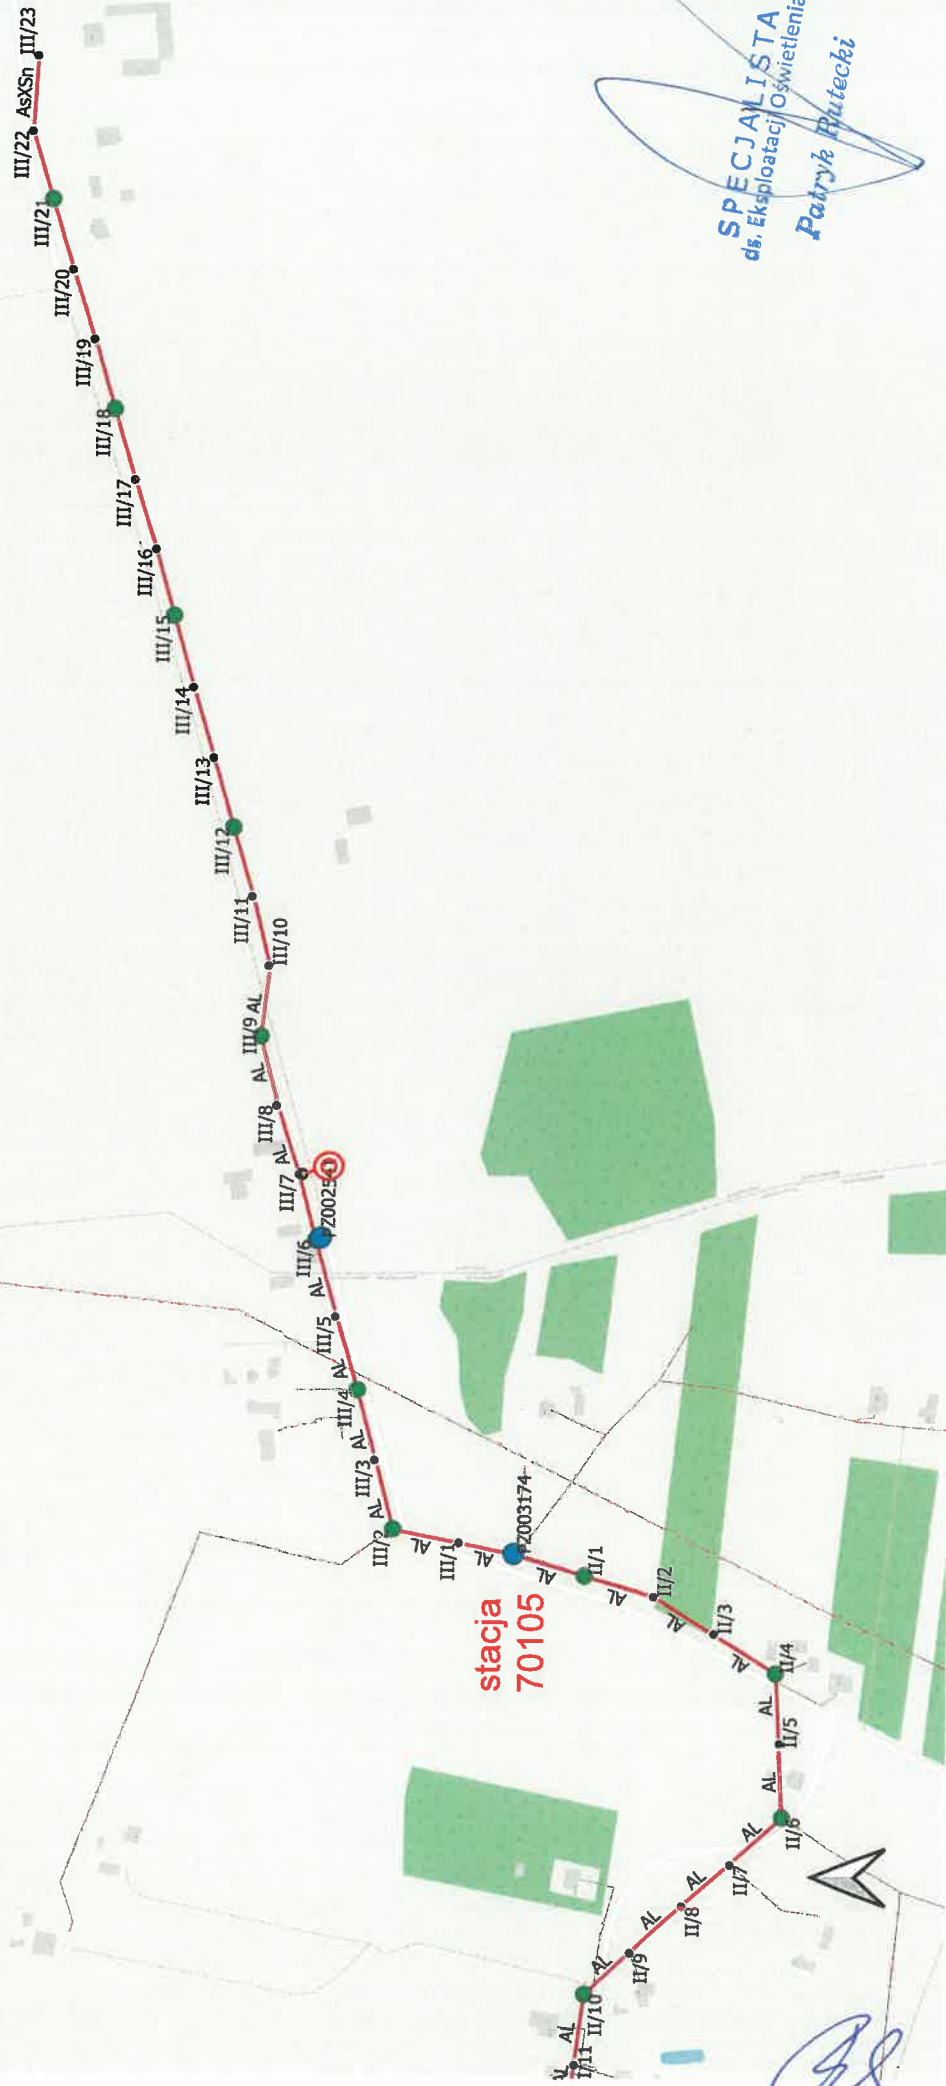 III/23
AsXSn
III/22
III/21
III/20
III/19
III/18
III/17
III/16
III/15
III/14
III/13
III/12
III/11
III/10
AL
III/9
AL
III/8
AL
III/7
PZ002541
III/6
AL
III/5
AL
III/4
AL
III/3
AL
III/2
AL
III/1
AL
PZ003174
stacja
70105
AL
II/1
AL
II/2
AL
II/3
AL
II/4
AL
II/5
AL
II/6
AL
II/7
AL
II/8
AL
II/9
AL
II/10
AL
I/11
SPECJALISTA
ds. Eksploatacji Oświetlenia
Patryk Rutecki